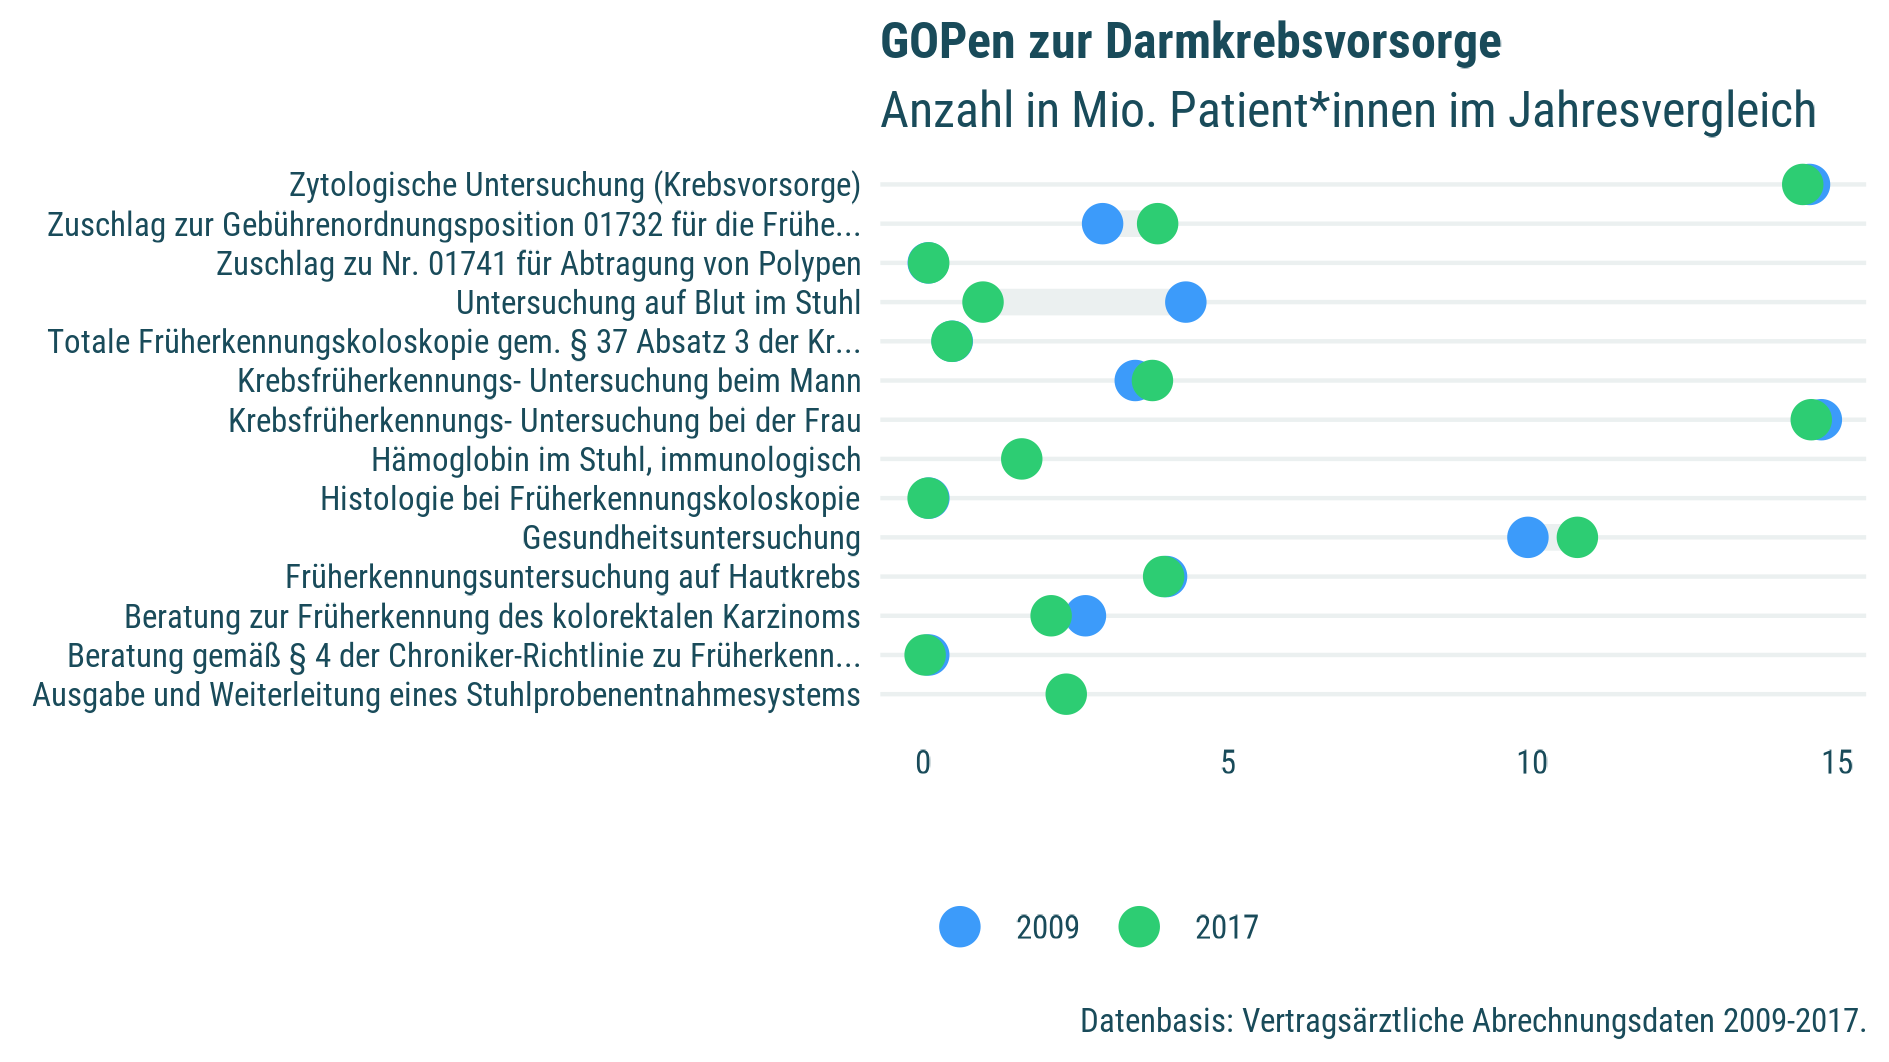 GOPen zur Darmkrebsvorsorge
Anzahl in Mio. Patient*innen im Jahresvergleich
Zytologische Untersuchung (Krebsvorsorge)
Zuschlag zur Gebührenordnungsposition 01732 für die Frühe...
Zuschlag zu Nr. 01741 für Abtragung von Polypen
Untersuchung auf Blut im Stuhl
Totale Früherkennungskoloskopie gem. § 37 Absatz 3 der Kr...
Krebsfrüherkennungs- Untersuchung beim Mann
Krebsfrüherkennungs- Untersuchung bei der Frau
Hämoglobin im Stuhl, immunologisch
Histologie bei Früherkennungskoloskopie
Gesundheitsuntersuchung
Früherkennungsuntersuchung auf Hautkrebs
Beratung zur Früherkennung des kolorektalen Karzinoms
Beratung gemäß § 4 der Chroniker-Richtlinie zu Früherkenn...
Ausgabe und Weiterleitung eines Stuhlprobenentnahmesystems
0 5 10 15
2009 2017
Datenbasis: Vertragsärztliche Abrechnungsdaten 2009-2017.